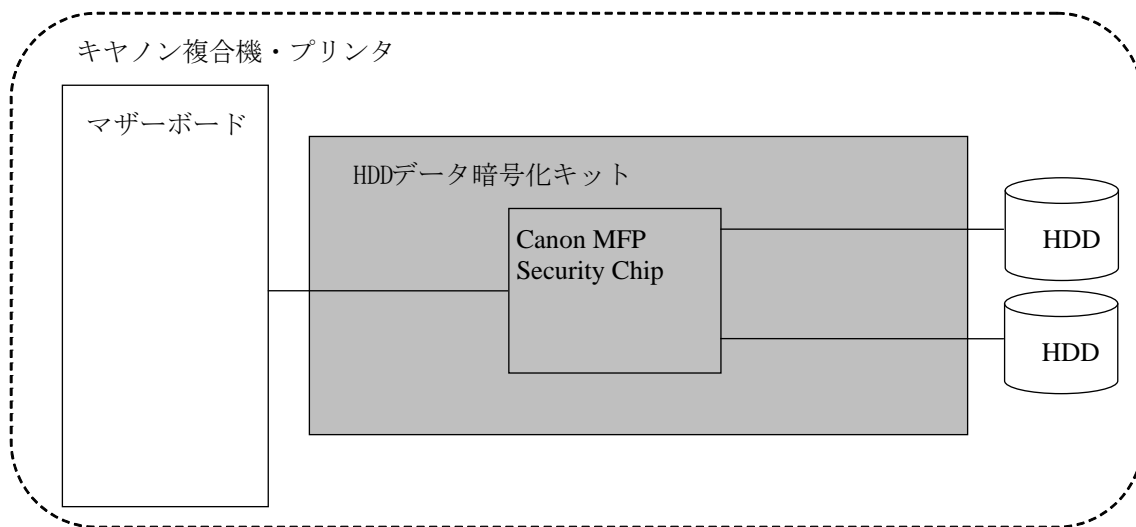 キヤノン複合機・プリンタ
マザーボード
HDDデータ暗号化キット
Canon MFP
Security Chip
HDD
HDD